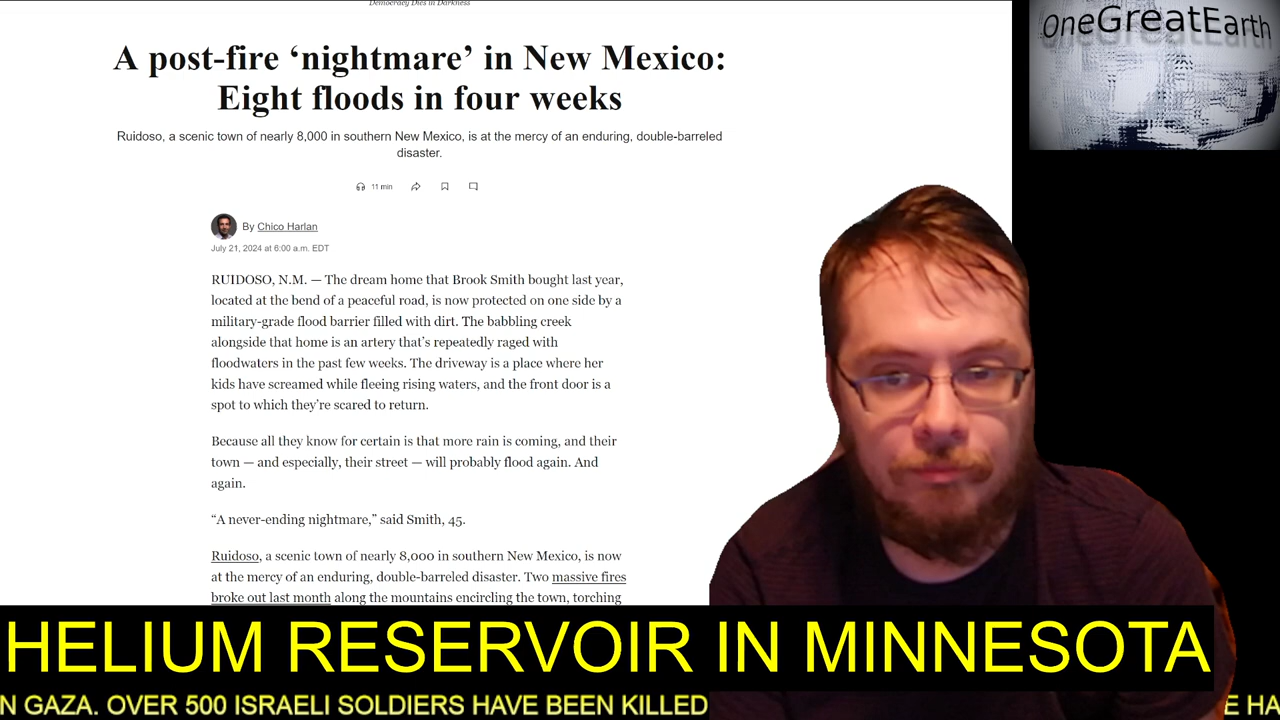 Democracy Dies in Darkness
OneGreatEarth
A post-fire ‘nightmare’ in New Mexico:
Eight floods in four weeks
Ruidoso, a scenic town of nearly 8,000 in southern New Mexico, is at the mercy of an enduring, double-barreled
disaster.
11 min
By Chico Harlan
July 21, 2024 at 6:00 a.m. EDT
RUIDOSO, N.M. — The dream home that Brook Smith bought last year,
located at the bend of a peaceful road, is now protected on one side by a
military-grade flood barrier filled with dirt. The babbling creek
alongside that home is an artery that’s repeatedly raged with
floodwaters in the past few weeks. The driveway is a place where her
kids have screamed while fleeing rising waters, and the front door is a
spot to which they’re scared to return.
Because all they know for certain is that more rain is coming, and their
town — and especially, their street — will probably flood again. And
again.
“A never-ending nightmare,” said Smith, 45.
Ruidoso, a scenic town of nearly 8,000 in southern New Mexico, is now
at the mercy of an enduring, double-barreled disaster. Two massive fires
broke out last month along the mountains encircling the town, torching
HELIUM RESERVOIR IN MINNESOTA
N GAZA. OVER 500 ISRAELI SOLDIERS HAVE BEEN KILLED
E HA